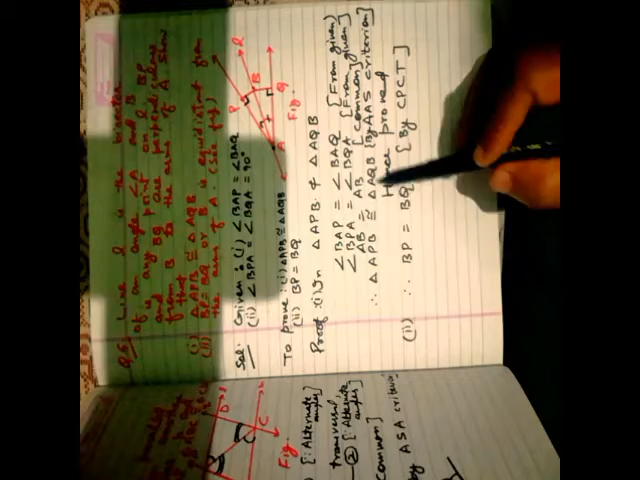 Q5. Line l is the bisector
of an angle ∠A and B
is any point on l. BP
and BQ are perpendiculars
from B to the arms of A show
that
(i) △APB ≅ △AQB
(ii) BP = BQ or B is equidistant from
the arms of A. (See fig)
P
l
B
A
Q
Fig.
Sol. Given : (i) ∠BAP = ∠BAQ
(ii) ∠BPA = ∠BQA = 90°
To prove : (i) △APB ≅ △AQB
(ii) BP = BQ
Proof : (i) In △APB & △AQB
∠BAP = ∠BAQ [From given]
∠BPA = ∠BQA [From given]
AB = AB [common]
∴ △APB ≅ △AQB [By AAS criterion]
Hence proved
(ii) ∴ BP = BQ [By CPCT]
D
C
Fig.
[∵ Alternate
angles]
transversal,
② [∵ Alternate
angles]
common]
by ASA criteri